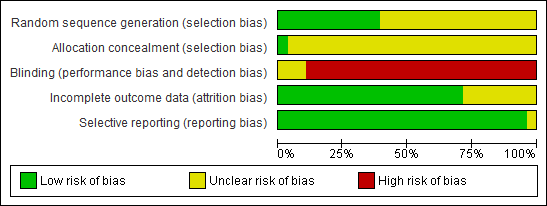 Random sequence generation (selection bias)
Allocation concealment (selection bias)
Blinding (performance bias and detection bias)
Incomplete outcome data (attrition bias)
Selective reporting (reporting bias)
0% 25% 50% 75% 100%
Low risk of bias Unclear risk of bias High risk of bias